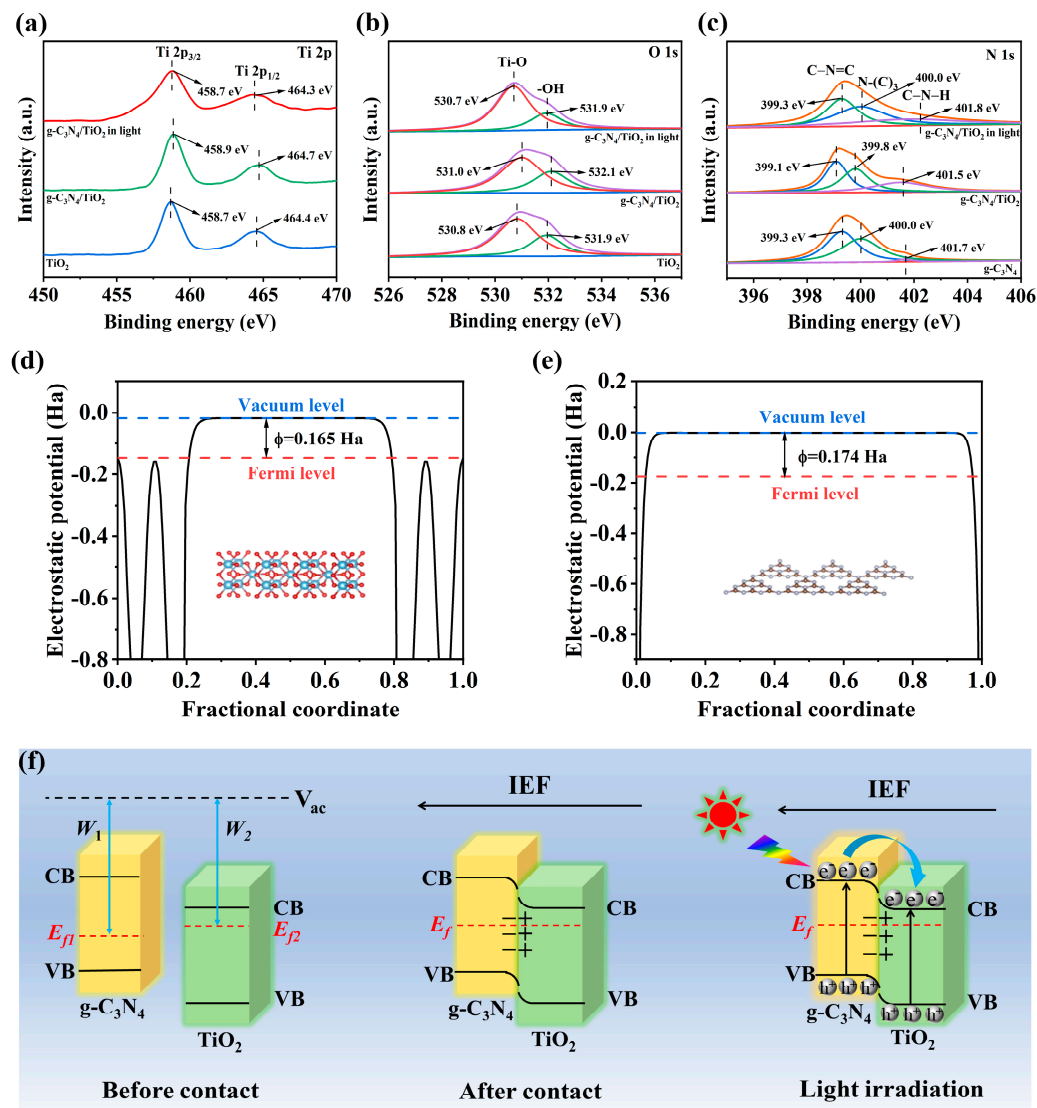 (a)
Ti 2p
Ti 2p3/2
Ti 2p1/2
458.7 eV
464.3 eV
g-C3N4/TiO2 in light
458.9 eV
464.7 eV
g-C3N4/TiO2
458.7 eV
464.4 eV
TiO2
450 455 460 465 470
Binding energy (eV)
Intensity (a.u.)
(b)
O 1s
Ti-O
-OH
530.7 eV
531.9 eV
g-C3N4/TiO2 in light
531.0 eV
532.1 eV
g-C3N4/TiO2
530.8 eV
531.9 eV
TiO2
526 528 530 532 534 536
Binding energy (eV)
Intensity (a.u.)
(c)
N 1s
C–N=C
N-(C)3
400.0 eV
C–N–H
399.3 eV
401.8 eV
g-C3N4/TiO2 in light
399.8 eV
399.1 eV
401.5 eV
g-C3N4/TiO2
399.3 eV
400.0 eV
401.7 eV
g-C3N4
396 398 400 402 404 406
Binding energy (eV)
Intensity (a.u.)
(d)
Electrostatic potential (Ha)
0.0
-0.2
-0.4
-0.6
-0.8
Vacuum level
ϕ=0.165 Ha
Fermi level
0.0 0.2 0.4 0.6 0.8 1.0
Fractional coordinate
(e)
Electrostatic potential (Ha)
0.2
0.0
-0.2
-0.4
-0.6
-0.8
Vacuum level
ϕ=0.174 Ha
Fermi level
0.0 0.2 0.4 0.6 0.8 1.0
Fractional coordinate
(f)
Vac
W1
W2
CB
CB
Ef1
Ef2
VB
VB
g-C3N4
TiO2
Before contact
IEF
CB
CB
Ef
VB
VB
g-C3N4
TiO2
After contact
IEF
e- e- e-
CB
e- e- e-
CB
Ef
VB
h+ h+ h+
VB
g-C3N4
h+ h+ h+
TiO2
Light irradiation